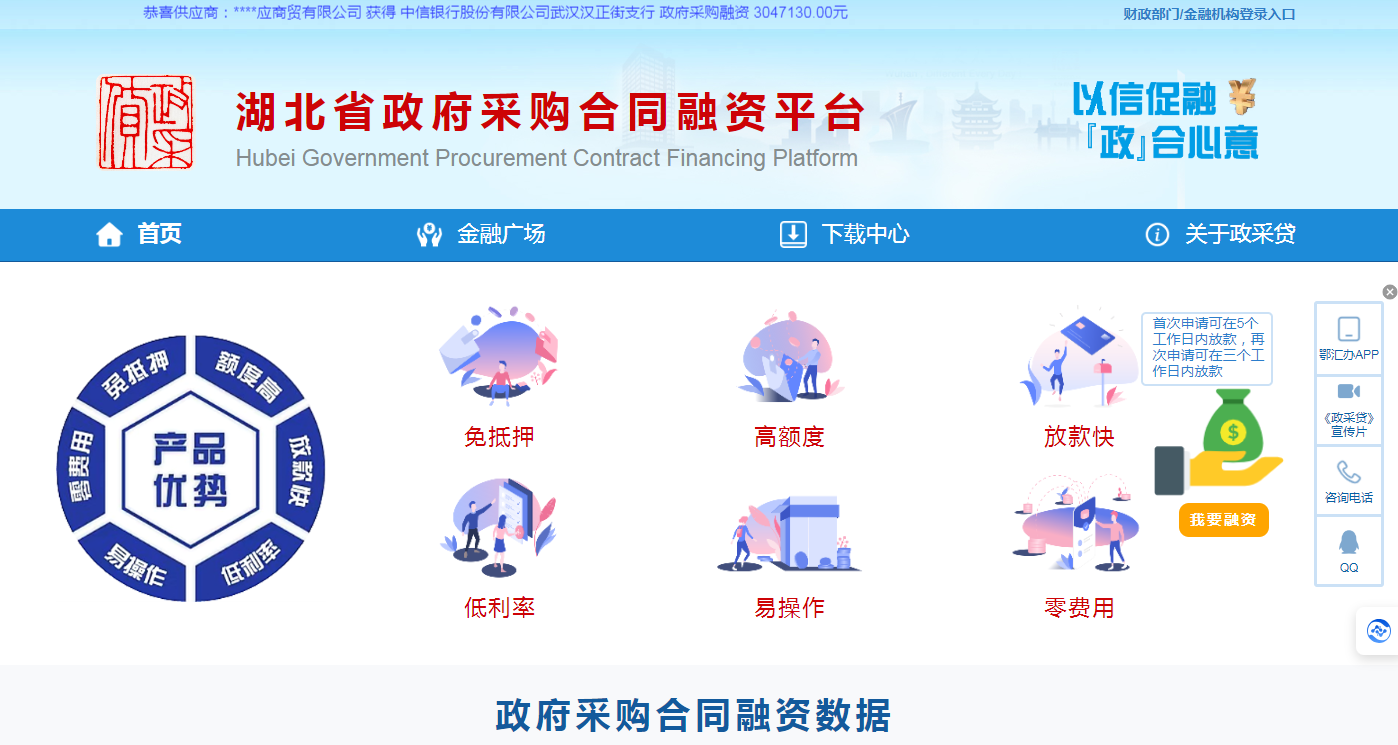 恭喜供应商：****应商贸有限公司 获得 中信银行股份有限公司武汉汉正街支行 政府采购融资 3047130.00元
财政部门/金融机构登录入口
政采贷
湖北省政府采购合同融资平台
Hubei Government Procurement Contract Financing Platform
以信促融
『政』合心意
首页
金融广场
下载中心
关于政采贷
免抵押
额度高
放款快
低利率
易操作
零费用
产品
优势
免抵押
高额度
放款快
低利率
易操作
零费用
首次申请可在5个
工作日内放款，再
次申请可在三个工
作日内放款
$
我要融资
鄂汇办APP
《政采贷》
宣传片
咨询电话
QQ
政府采购合同融资数据